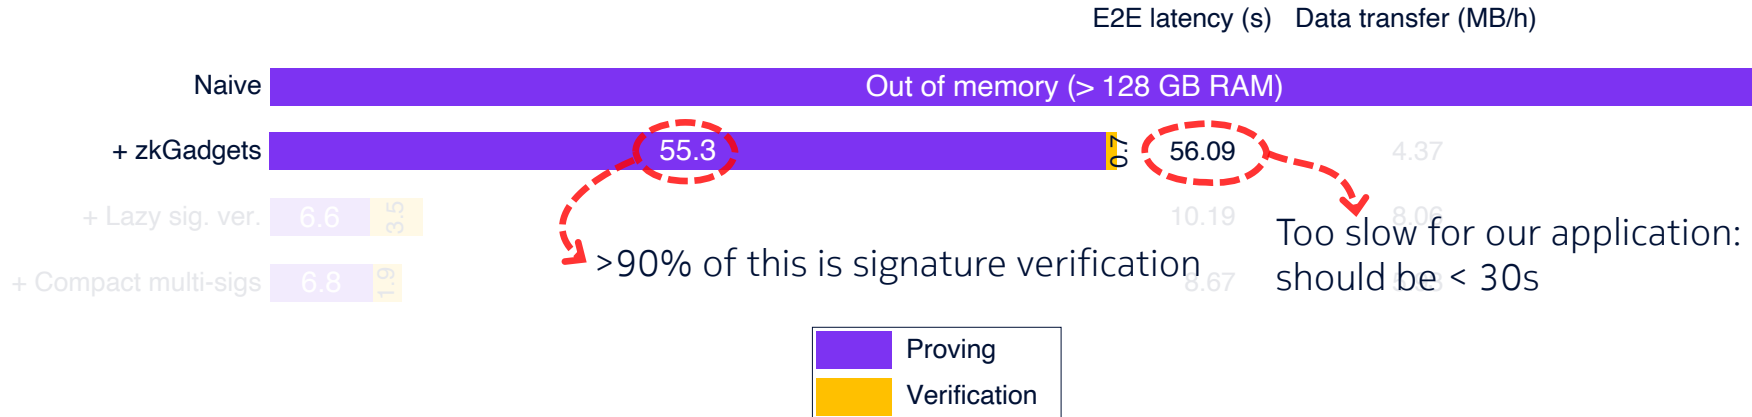 E2E latency (s) Data transfer (MB/h)
Naive Out of memory (> 128 GB RAM)
+ zkGadgets 55.3 0.7 56.09 4.37
+ Lazy sig. ver. 6.6 3.5 10.19 8.06
Too slow for our application:
>90% of this is signature verification
should be < 30s
+ Compact multi-sigs 6.8 1.9 8.67
Proving
Verification